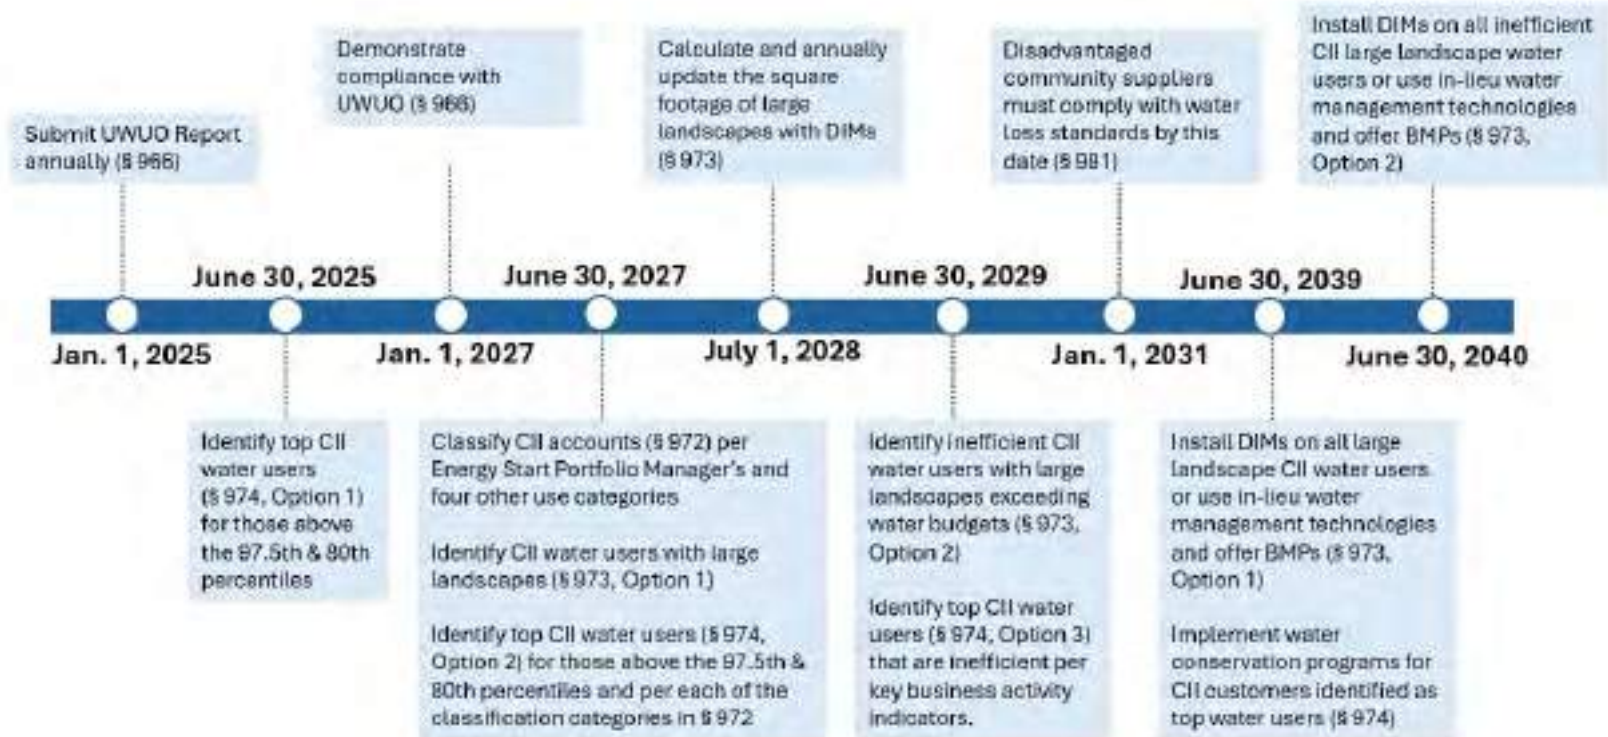 Submit UWUO Report
annually (§ 966)
Demonstrate
compliance with
UWUO (§ 966)
Calculate and annually
update the square
footage of large
landscapes with DIMs
(§ 973)
Disadvantaged
community suppliers
must comply with water
loss standards by this
date (§ 981)
Install DIMs on all inefficient
CII large landscape water
users or use in-lieu water
management technologies
and offer BMPs (§ 973,
Option 2)
June 30, 2025
June 30, 2027
June 30, 2029
June 30, 2039
Jan. 1, 2025
Jan. 1, 2027
July 1, 2028
Jan. 1, 2031
June 30, 2040
Identify top CII
water users
(§ 974, Option 1)
for those above
the 97.5th & 80th
percentiles
Classify CII accounts (§ 972) per
Energy Start Portfolio Manager's and
four other use categories
Identify CII water users with large
landscapes (§ 973, Option 1)
Identify top CII water users (§ 974,
Option 2) for those above the 97.5th &
80th percentiles and per each of the
classification categories in § 972
Identify inefficient CII
water users with large
landscapes exceeding
water budgets (§ 973,
Option 2)
Identify top CII water
users (§ 974, Option 3)
that are inefficient per
key business activity
indicators.
Install DIMs on all large
landscape CII water users
or use in-lieu water
management technologies
and offer BMPs (§ 973,
Option 1)
Implement water
conservation programs for
CII customers identified as
top water users (§ 974)